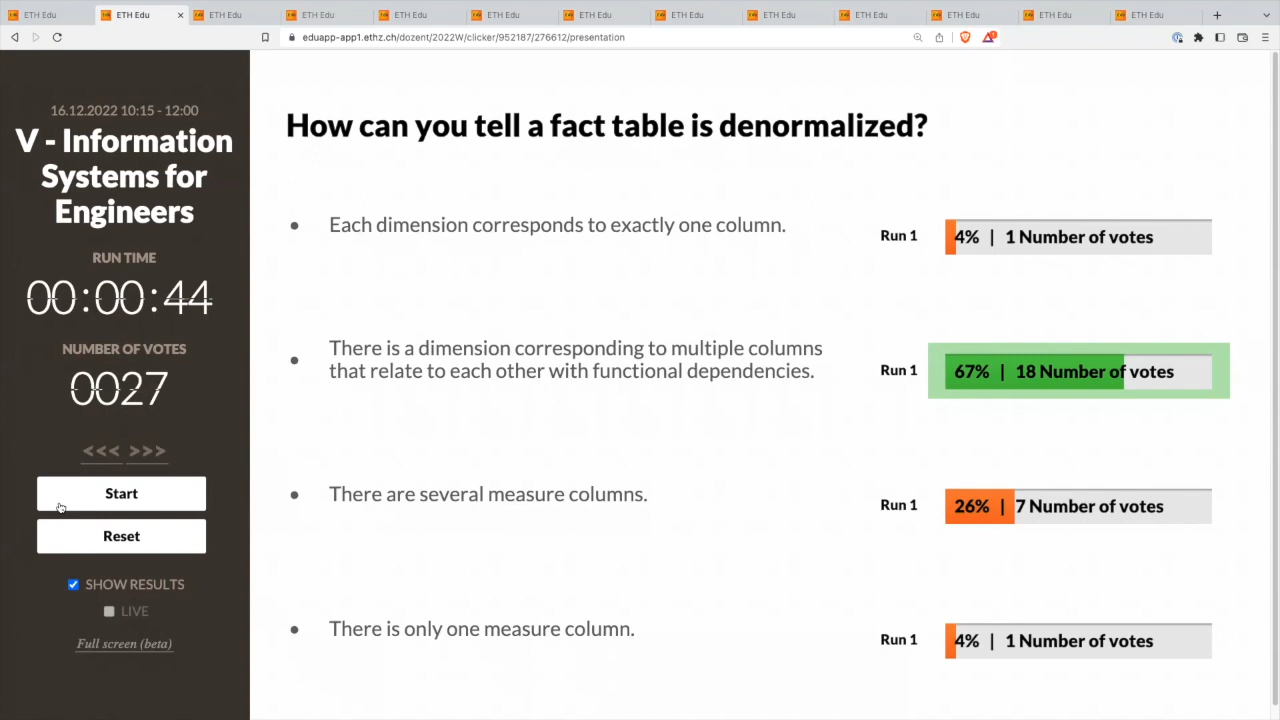 ETH Edu
ETH Edu
ETH Edu
ETH Edu
ETH Edu
ETH Edu
ETH Edu
ETH Edu
ETH Edu
ETH Edu
ETH Edu
ETH Edu
ETH Edu
eduapp-app1.ethz.ch/dozent/2022W/clicker/952187/276612/presentation
16.12.2022 10:15 - 12:00
V - Information
Systems for
Engineers
RUN TIME
00:00:44
NUMBER OF VOTES
0027
<<< >>>
Start
Reset
SHOW RESULTS
LIVE
Full screen (beta)
How can you tell a fact table is denormalized?
• Each dimension corresponds to exactly one column.
Run 1 4% | 1 Number of votes
• There is a dimension corresponding to multiple columns
that relate to each other with functional dependencies.
Run 1 67% | 18 Number of votes
• There are several measure columns.
Run 1 26% | 7 Number of votes
• There is only one measure column.
Run 1 4% | 1 Number of votes